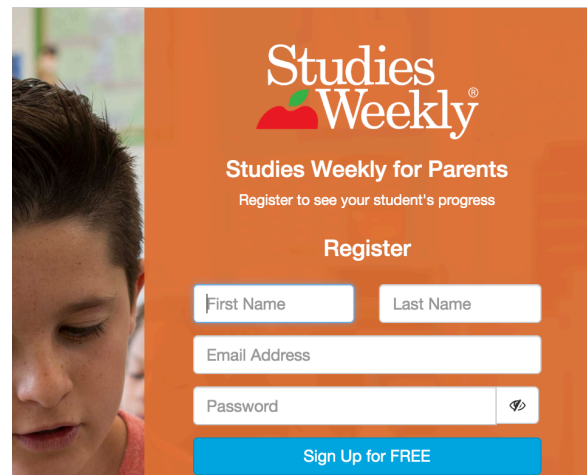 Studies
Weekly®
Studies Weekly for Parents
Register to see your student's progress
Register
First Name
Last Name
Email Address
Password
Sign Up for FREE